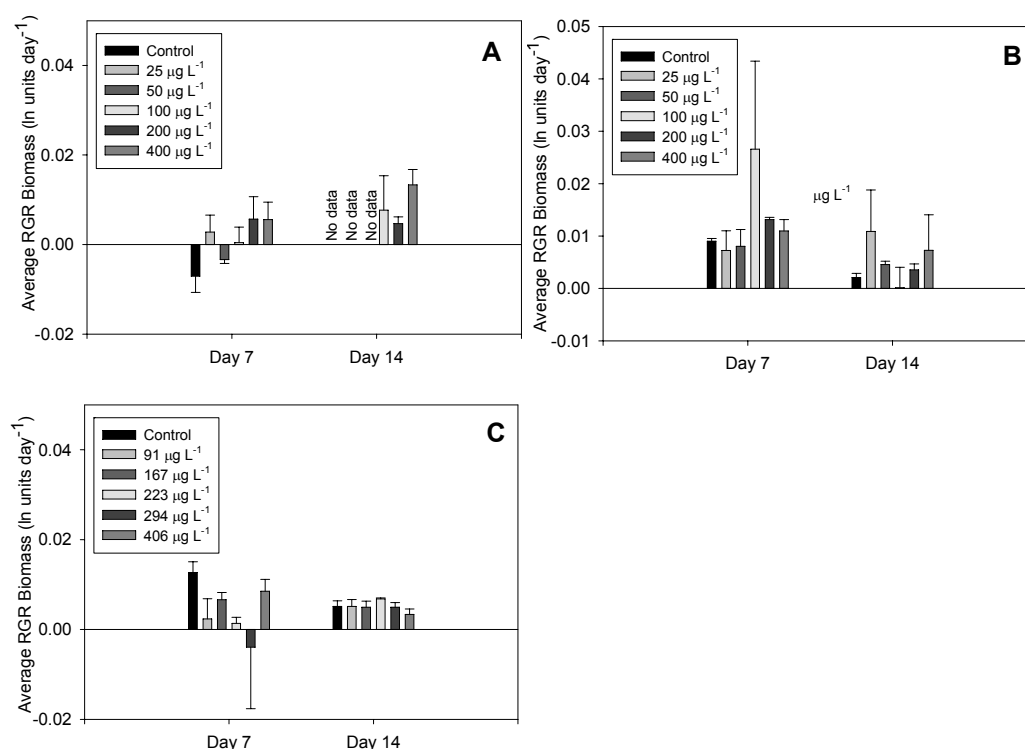 A
Control
25 μg L⁻¹
50 μg L⁻¹
100 μg L⁻¹
200 μg L⁻¹
400 μg L⁻¹
Average RGR Biomass (ln units day⁻¹)
0.04
0.02
0.00
-0.02
No data
No data
No data
Day 7
Day 14
B
Control
25 μg L⁻¹
50 μg L⁻¹
100 μg L⁻¹
200 μg L⁻¹
400 μg L⁻¹
μg L⁻¹
Average RGR Biomass (ln units day⁻¹)
0.05
0.04
0.03
0.02
0.01
0.00
-0.01
Day 7
Day 14
C
Control
91 μg L⁻¹
167 μg L⁻¹
223 μg L⁻¹
294 μg L⁻¹
406 μg L⁻¹
Average RGR Biomass (ln units day⁻¹)
0.04
0.02
0.00
-0.02
Day 7
Day 14